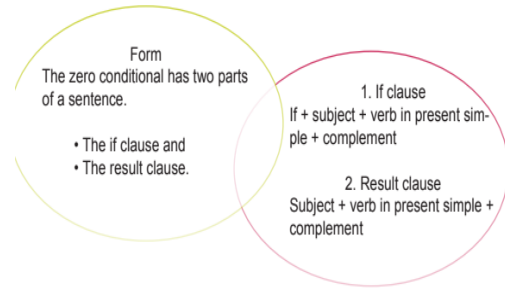 Form
The zero conditional has two parts
of a sentence.
• The if clause and
• The result clause.
1. If clause
If + subject + verb in present sim-
ple + complement
2. Result clause
Subject + verb in present simple +
complement